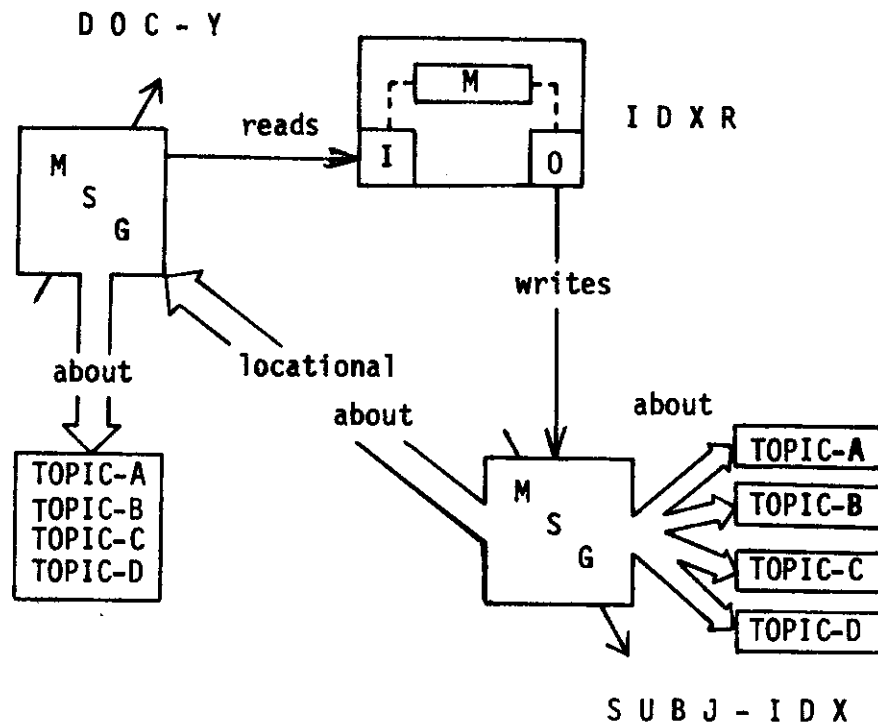 D O C - Y
M
I D X R
reads
I
O
M
S
G
writes
about
locational
about
about
TOPIC-A
TOPIC-B
TOPIC-C
TOPIC-D
M
S
G
TOPIC-A
TOPIC-B
TOPIC-C
TOPIC-D
S U B J - I D X